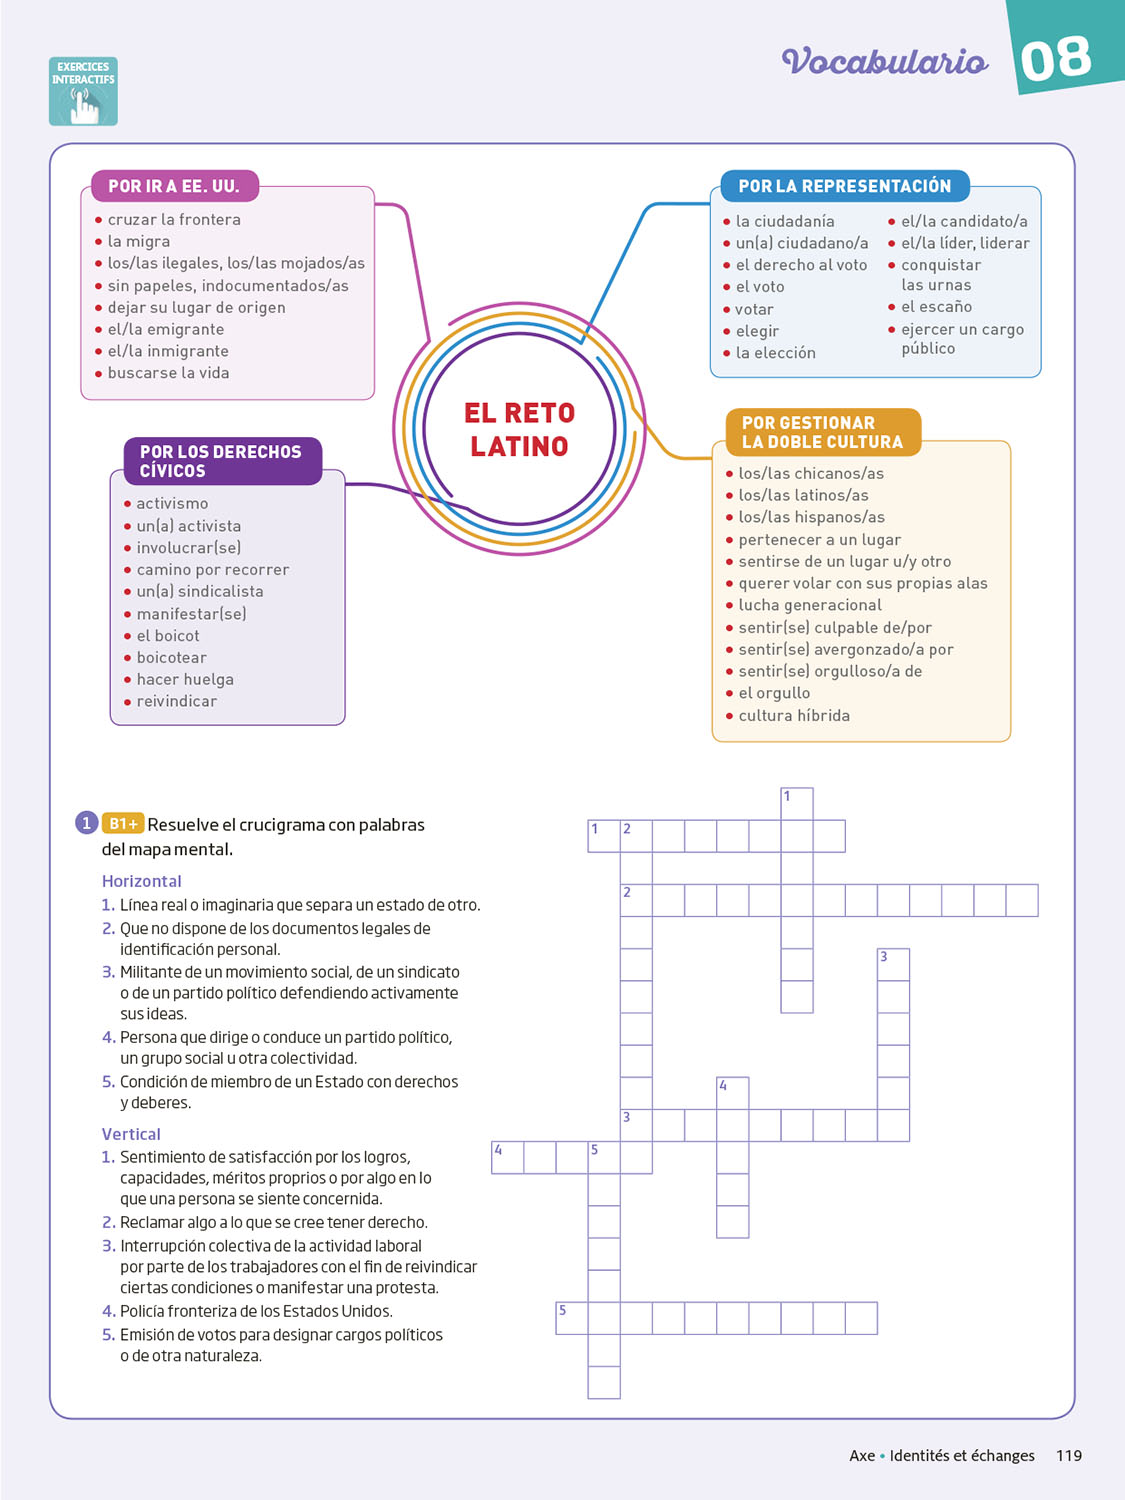 EXERCICES
INTERACTIFS
Vocabulario
08
POR IR A EE. UU.
• cruzar la frontera
• la migra
• los/las ilegales, los/las mojados/as
• sin papeles, indocumentados/as
• dejar su lugar de origen
• el/la emigrante
• el/la inmigrante
• buscarse la vida
POR LA REPRESENTACIÓN
• la ciudadanía
• un(a) ciudadano/a
• el derecho al voto
• el voto
• votar
• elegir
• la elección
• el/la candidato/a
• el/la líder, liderar
• conquistar
las urnas
• el escaño
• ejercer un cargo
público
EL RETO
LATINO
POR LOS DERECHOS
CÍVICOS
• activismo
• un(a) activista
• involucrar(se)
• camino por recorrer
• un(a) sindicalista
• manifestar(se)
• el boicot
• boicotear
• hacer huelga
• reivindicar
POR GESTIONAR
LA DOBLE CULTURA
• los/las chicanos/as
• los/las latinos/as
• los/las hispanos/as
• pertenecer a un lugar
• sentirse de un lugar u/y otro
• querer volar con sus propias alas
• lucha generacional
• sentir(se) culpable de/por
• sentir(se) avergonzado/a por
• sentir(se) orgulloso/a de
• el orgullo
• cultura híbrida
1 B1+ Resuelve el crucigrama con palabras
del mapa mental.
Horizontal
1. Línea real o imaginaria que separa un estado de otro.
2. Que no dispone de los documentos legales de
identificación personal.
3. Militante de un movimiento social, de un sindicato
o de un partido político defendiendo activamente
sus ideas.
4. Persona que dirige o conduce un partido político,
un grupo social u otra colectividad.
5. Condición de miembro de un Estado con derechos
y deberes.
Vertical
1. Sentimiento de satisfacción por los logros,
capacidades, méritos propios o por algo en lo
que una persona se siente concernida.
2. Reclamar algo a lo que se cree tener derecho.
3. Interrupción colectiva de la actividad laboral
por parte de los trabajadores con el fin de reivindicar
ciertas condiciones o manifestar una protesta.
4. Policía fronteriza de los Estados Unidos.
5. Emisión de votos para designar cargos políticos
o de otra naturaleza.
1
1 2
2
3
4
3
4 5
5
Axe • Identités et échanges 119